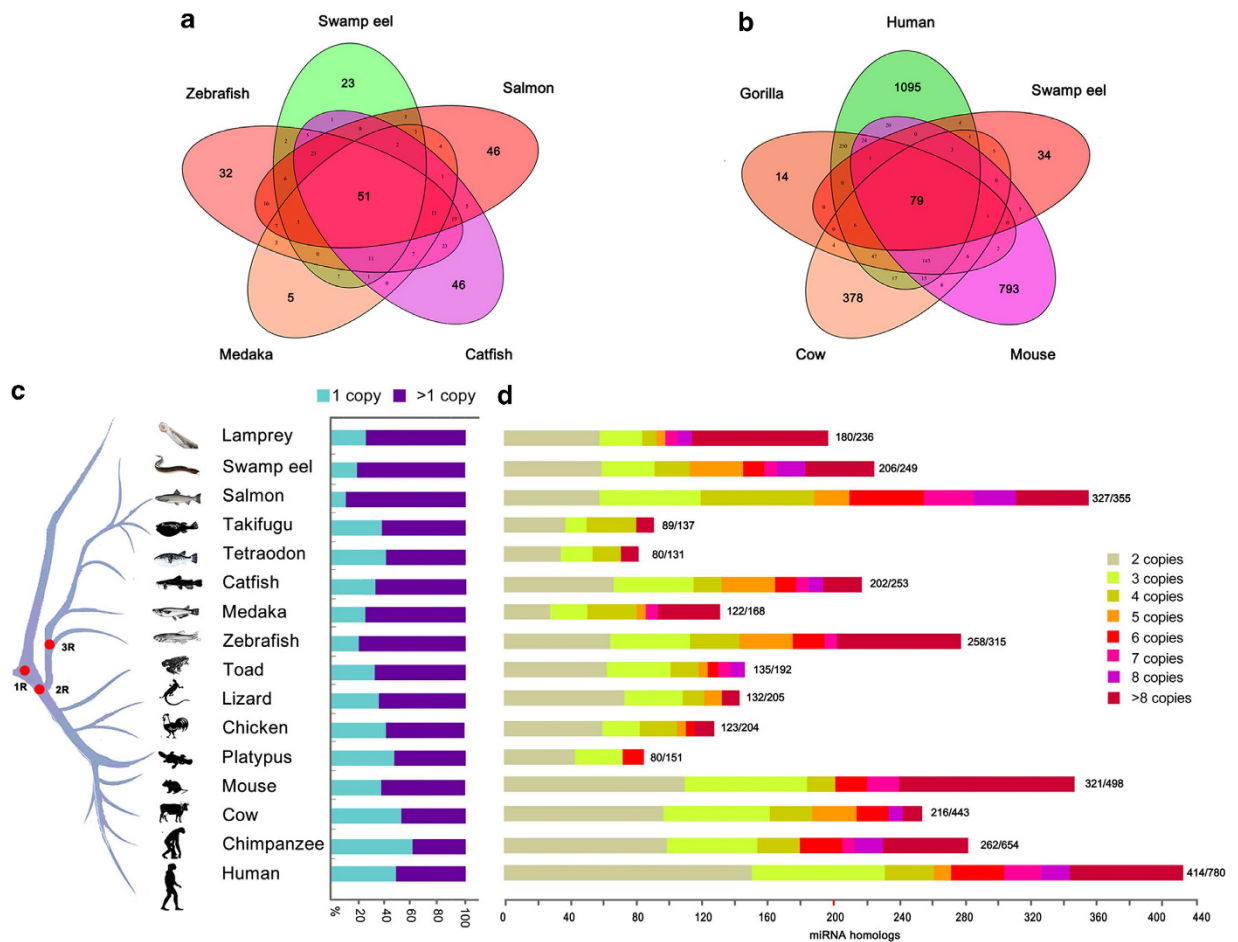 a
Swamp eel
Zebrafish
Salmon
23
32
46
51
5
46
Medaka
Catfish
b
Human
Gorilla
Swamp eel
1095
14
34
79
378
793
Cow
Mouse
c
1 copy >1 copy
d
Lamprey 180/236
Swamp eel 206/249
Salmon 327/355
Takifugu 89/137
Tetraodon 80/131
Catfish 202/253
Medaka 122/168
Zebrafish 258/315
Toad 135/192
Lizard 132/205
Chicken 123/204
Platypus 80/151
Mouse 321/498
Cow 216/443
Chimpanzee 262/654
Human 414/780
3R
1R
2R
2 copies
3 copies
4 copies
5 copies
6 copies
7 copies
8 copies
>8 copies
% 20 40 60 80 100
0 40 80 120 160 200 240 280 320 360 400 440
miRNA homologs